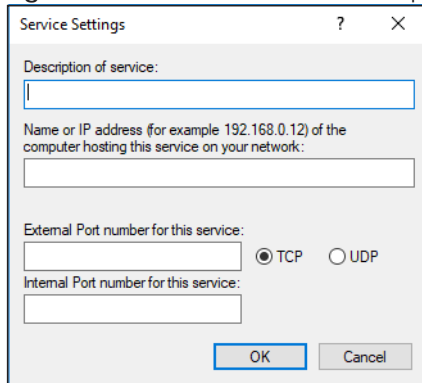 Service Settings ? ×
Description of service:
Name or IP address (for example 192.168.0.12) of the
computer hosting this service on your network:
External Port number for this service:
TCP UDP
Internal Port number for this service:
OK Cancel